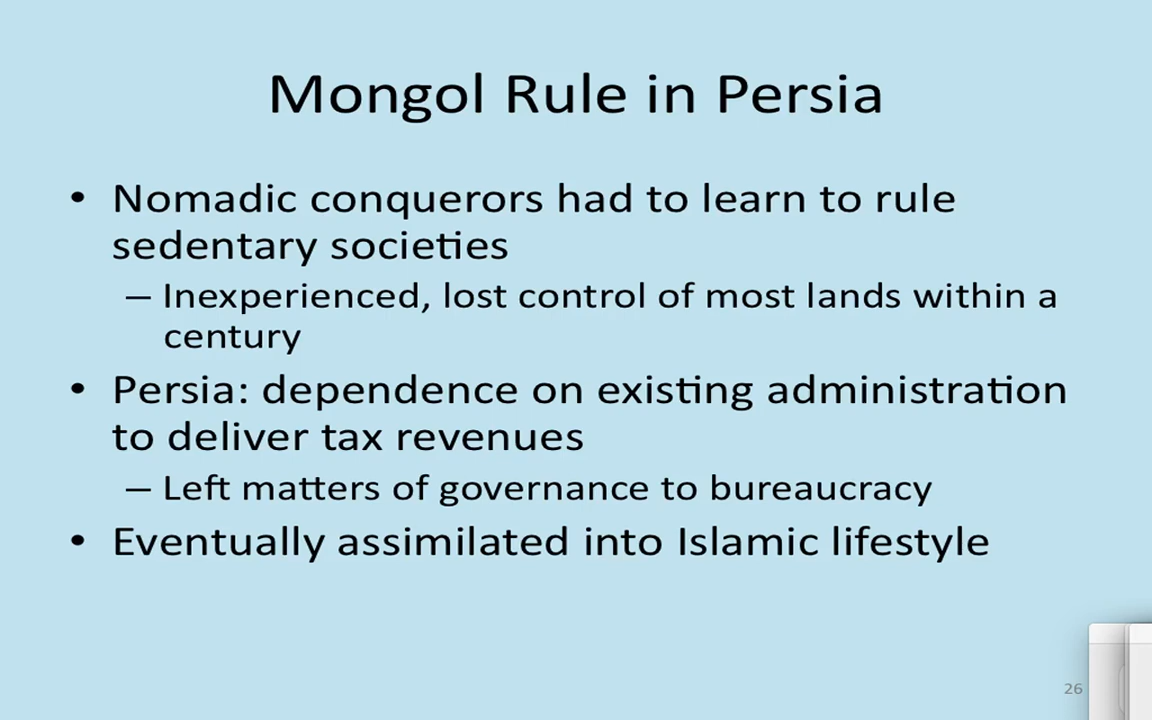 Mongol Rule in Persia
• Nomadic conquerors had to learn to rule
sedentary societies
– Inexperienced, lost control of most lands within a
century
• Persia: dependence on existing administration
to deliver tax revenues
– Left matters of governance to bureaucracy
• Eventually assimilated into Islamic lifestyle
26